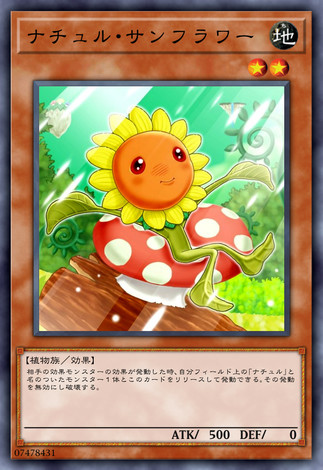 ナチュル・サンフラワー
地
【植物族/効果】
相手の効果モンスターの効果が発動した時、自分フィールド上の「ナチュル」と
名のついたモンスター1体とこのカードをリリースして発動できる。その発動
を無効にし破壊する。
ATK/ 500 DEF/ 0
07478431